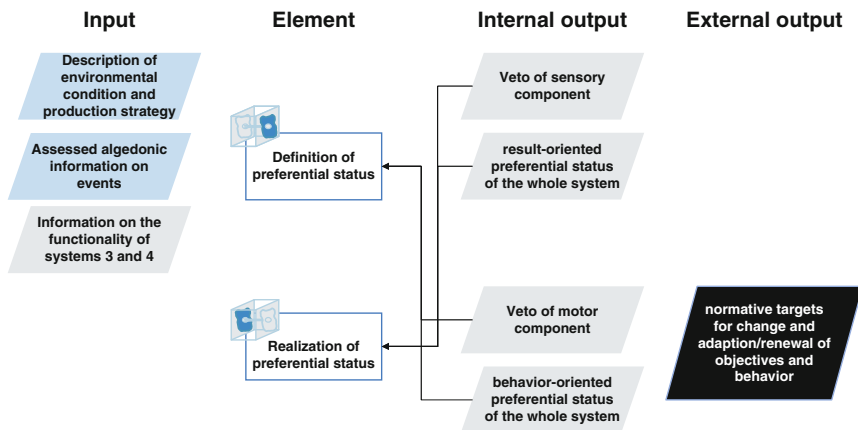 Input
Element
Internal output
External output
Description of
environmental
condition and
production strategy
Assessed algedonic
information on
events
Information on the
functionality of
systems 3 and 4
Definition of
preferential status
Realization of
preferential status
Veto of sensory
component
result-oriented
preferential status
of the whole system
Veto of motor
component
behavior-oriented
preferential status
of the whole system
normative targets
for change and
adaption/renewal of
objectives and
behavior